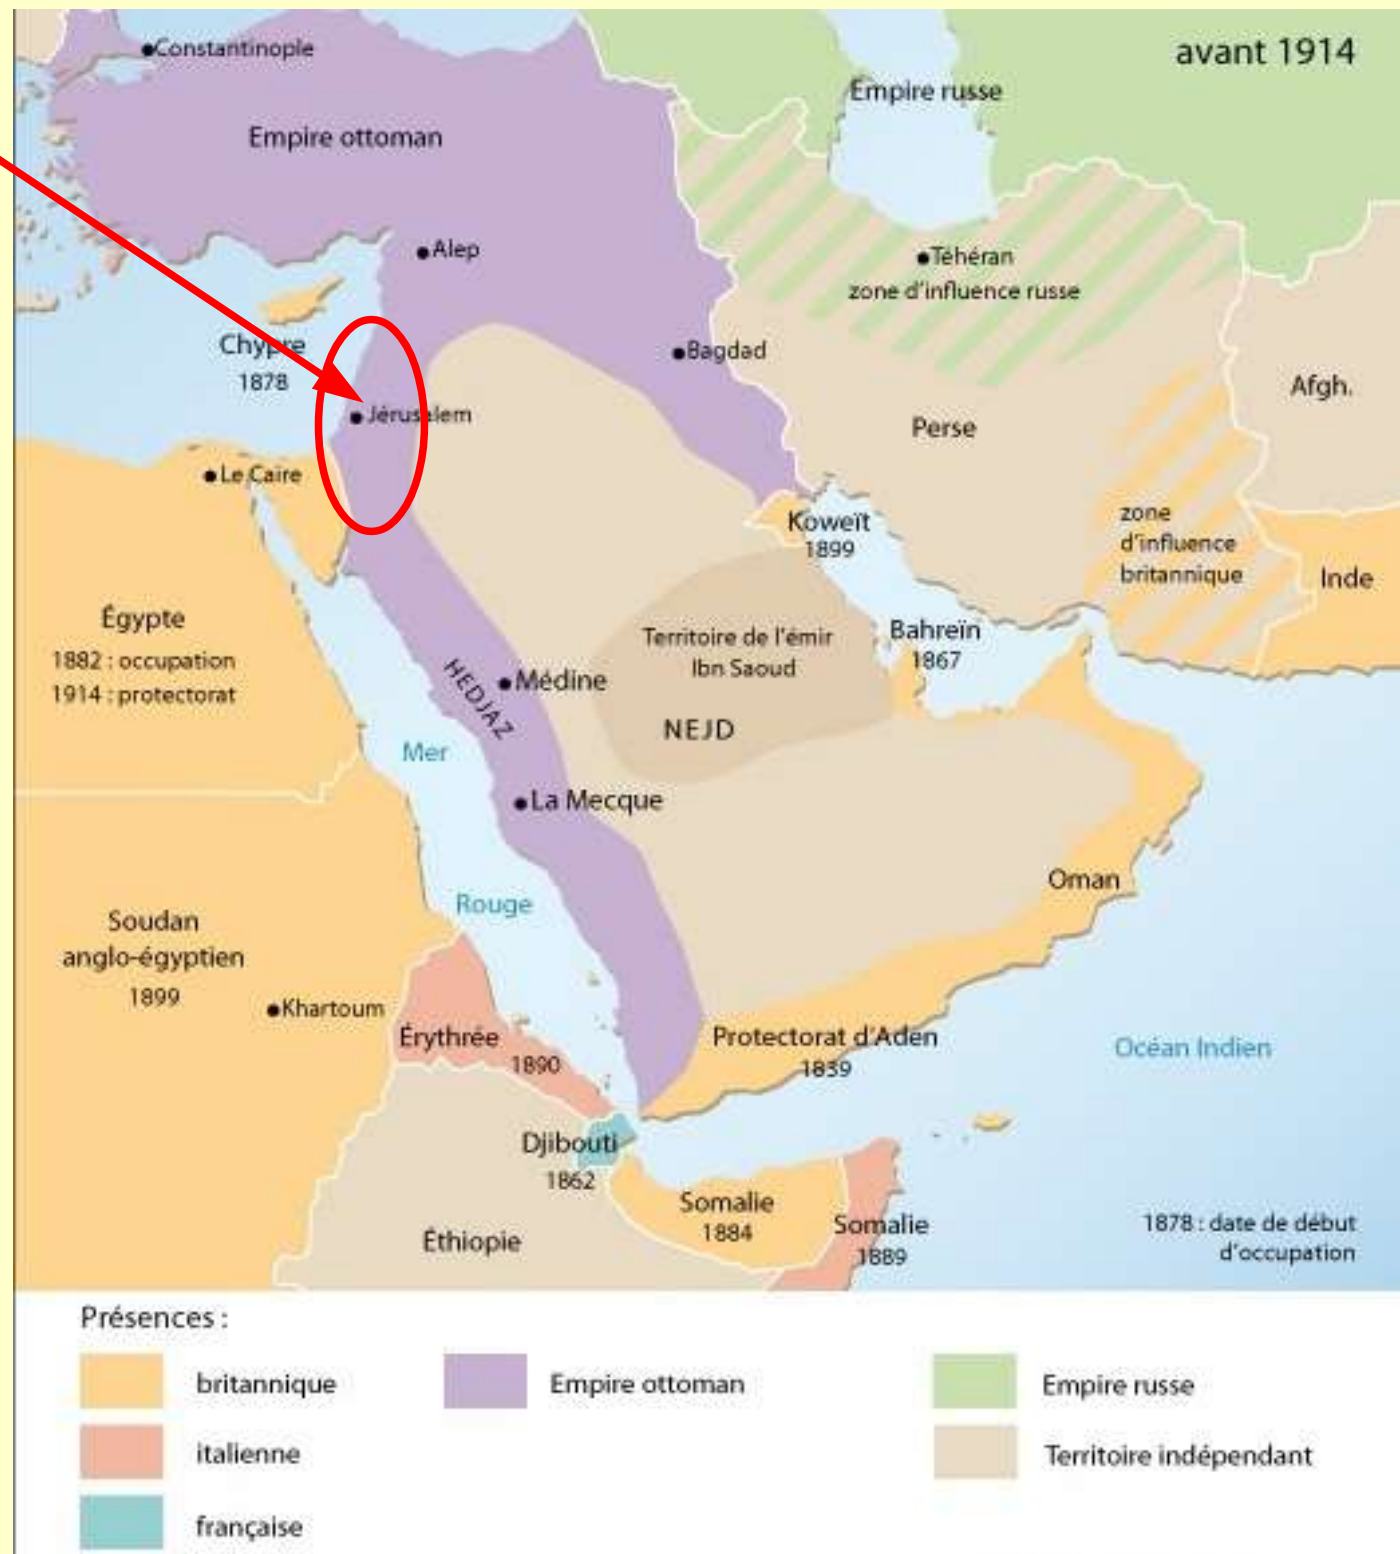 avant 1914
Constantinople
Empire russe
Empire ottoman
Alep
Téhéran
zone d'influence russe
Chypre
1878
Bagdad
Afgh.
Jérusalem
Perse
Le Caire
Koweït
1899
zone
d'influence
britannique
Inde
Égypte
1882 : occupation
1914 : protectorat
Territoire de l'émir
Ibn Saoud
Bahreïn
1867
HEDJAZ
Médine
NEJD
Mer
La Mecque
Oman
Rouge
Soudan
anglo-égyptien
1899
Khartoum
Érythrée
1890
Protectorat d'Aden
1839
Océan Indien
Djibouti
1862
Somalie
1884
Somalie
1889
Éthiopie
1878 : date de début
d'occupation
Présences :
britannique
Empire ottoman
Empire russe
italienne
Territoire indépendant
française